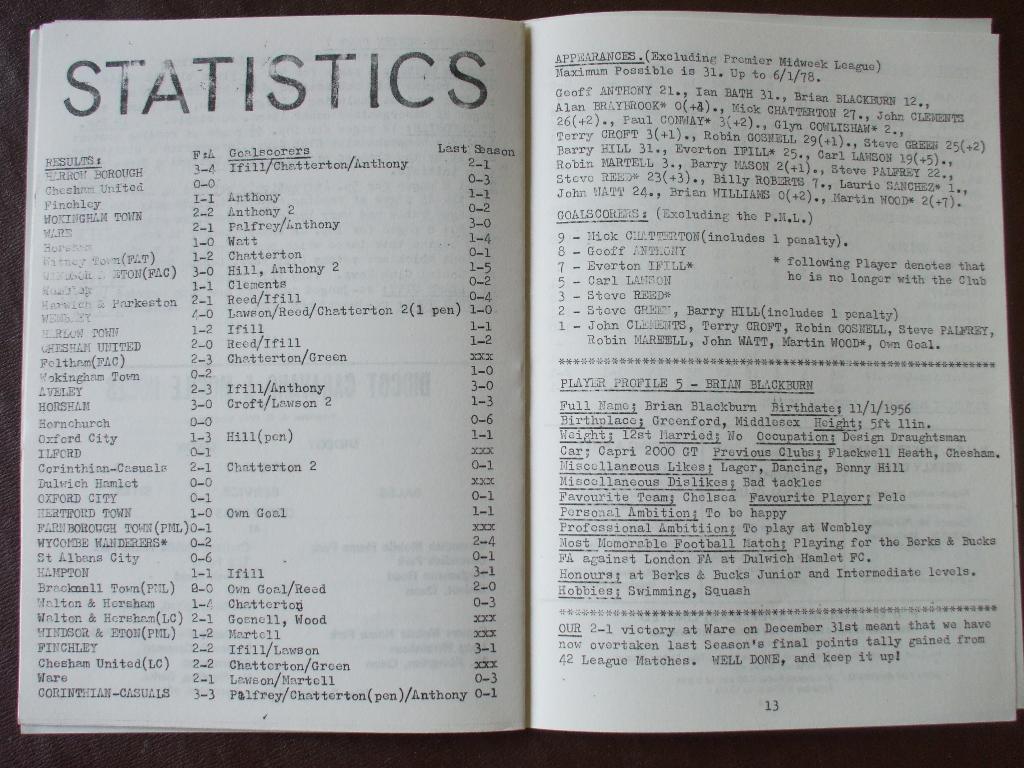 STATISTICS
RESULTS: F:A Goalscorers Last Season
HARROW BOROUGH 3-4 Ifill/Chatterton/Anthony 2-1
Chesham United 0-0 0-3
Finchley 1-1 Anthony 1-1
WOKINGHAM TOWN 2-2 Anthony 2 0-2
WARE 2-1 Palfrey/Anthony 3-0
Horsham 1-0 Watt 1-4
Witney Town(FAT) 1-2 Chatterton 0-1
WINDSOR & ETON(FAC) 3-0 Hill, Anthony 2 1-5
1-1 Clements 0-2
Harwich & Parkeston 2-1 Reed/Ifill 0-4
WEMBLEY 4-0 Lawson/Reed/Chatterton 2(1 pen) 1-0
HARLOW TOWN 1-2 Ifill 1-1
CHESHAM UNITED 2-0 Reed/Ifill 1-2
Feltham(FAC) 2-3 Chatterton/Green xxx
Wokingham Town 0-2 1-0
AVELEY 2-3 Ifill/Anthony 3-0
HORSHAM 3-0 Croft/Lawson 2 1-3
Hornchurch 0-0 0-6
Oxford City 1-3 Hill(pen) 1-1
ILFORD 0-1 xxx
Corinthian-Casuals 2-1 Chatterton 2 0-1
Dulwich Hamlet 0-0 xxx
OXFORD CITY 0-1 0-1
HERTFORD TOWN 1-0 Own Goal 1-1
FARNBOROUGH TOWN(PML) 0-1 xxx
WYCOMBE WANDERERS* 0-2 2-4
St Albans City 0-6 0-1
HAMPTON 1-1 Ifill 3-1
Bracknell Town(PML) 2-0 Own Goal/Reed 2-0
Walton & Hersham 1-4 Chatterton 0-3
Walton & Hersham(LC) 2-1 Gosnell, Wood xxx
WINDSOR & ETON(PML) 1-2 Martell xxx
FINCHLEY 2-2 Ifill/Lawson 3-1
Chesham United(LC) 2-2 Chatterton/Green xxx
Ware 2-1 Lawson/Martell 0-3
CORINTHIAN-CASUALS 3-3 Palfrey/Chatterton(pen)/Anthony 0-1
APPEARANCES.(Excluding Premier Midweek League)
Maximum Possible is 31. Up to 6/1/78.
Geoff ANTHONY 21., Ian BATH 31., Brian BLACKBURN 12.,
Alan BRAYBROOK* 0(+4)., Mick CHATTERTON 27., John CLEMENTS
26(+2)., Paul CONWAY* 3(+2)., Glyn COWLISHAW* 2.,
Terry CROFT 3(+1)., Robin GOSNELL 29(+1)., Steve GREEN 25(+2)
Barry HILL 31., Everton IFILL* 25., Carl LAWSON 19(+5).,
Robin MARTELL 3., Barry MASON 2(+1)., Steve PALFREY 22.,
Steve REED* 23(+3)., Billy ROBERTS 7., Laurie SANCHEZ* 1.,
John WATT 24., Brian WILLIAMS 0(+2)., Martin WOOD* 2(+7).
GOALSCORERS: (Excluding the P.M.L.)
9 - Mick CHATTERTON(includes 1 penalty).
8 - Geoff ANTHONY
7 - Everton IFILL* * following Player denotes that
5 - Carl LAWSON he is no longer with the Club
3 - Steve REED*
2 - Steve GREEN, Barry HILL(includes 1 penalty)
1 - John CLEMENTS, Terry CROFT, Robin GOSNELL, Steve PALFREY,
Robin MARTELL, John WATT, Martin WOOD*, Own Goal.
PLAYER PROFILE 5 - BRIAN BLACKBURN
Full Name; Brian Blackburn Birthdate; 11/1/1956
Birthplace; Greenford, Middlesex Height; 5ft 11in.
Weight; 12st Married; No Occupation; Design Draughtsman
Car; Capri 2000 GT Previous Clubs; Flackwell Heath, Chesham.
Miscellaneous Likes; Lager, Dancing, Benny Hill
Miscellaneous Dislikes; Bad tackles
Favourite Team; Chelsea Favourite Player; Pele
Personal Ambition; To be happy
Professional Ambitiion; To play at Wembley
Most Memorable Football Match; Playing for the Berks & Bucks
FA against London FA at Dulwich Hamlet FC.
Honours; at Berks & Bucks Junior and Intermediate levels.
Hobbies; Swimming, Squash
OUR 2-1 victory at Ware on December 31st meant that we have
now overtaken last Season's final points tally gained from
42 League Matches. WELL DONE, and keep it up!
13